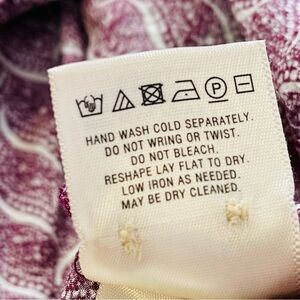 P
HAND WASH COLD SEPARATELY.
DO NOT WRING OR TWIST.
DO NOT BLEACH.
RESHAPE LAY FLAT TO DRY.
LOW IRON AS NEEDED.
MAY BE DRY CLEANED.